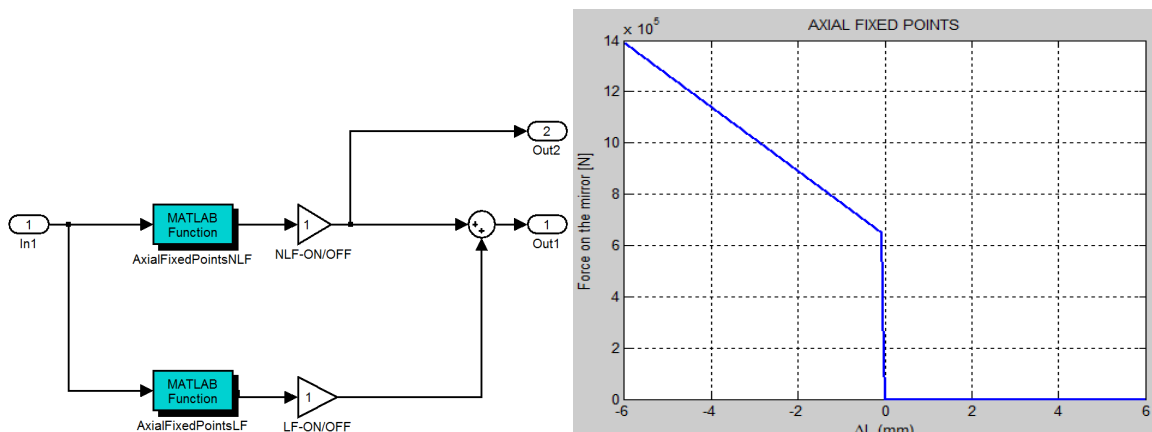 2
Out2
1
In1
MATLAB
Function
AxialFixedPointsNLF
1
NLF-ON/OFF
+
+
1
Out1
MATLAB
Function
AxialFixedPointsLF
1
LF-ON/OFF
AXIAL FIXED POINTS
x 10^5
14
12
10
8
6
4
2
0
Force on the mirror [N]
-6 -4 -2 0 2 4 6
ΔL (mm)